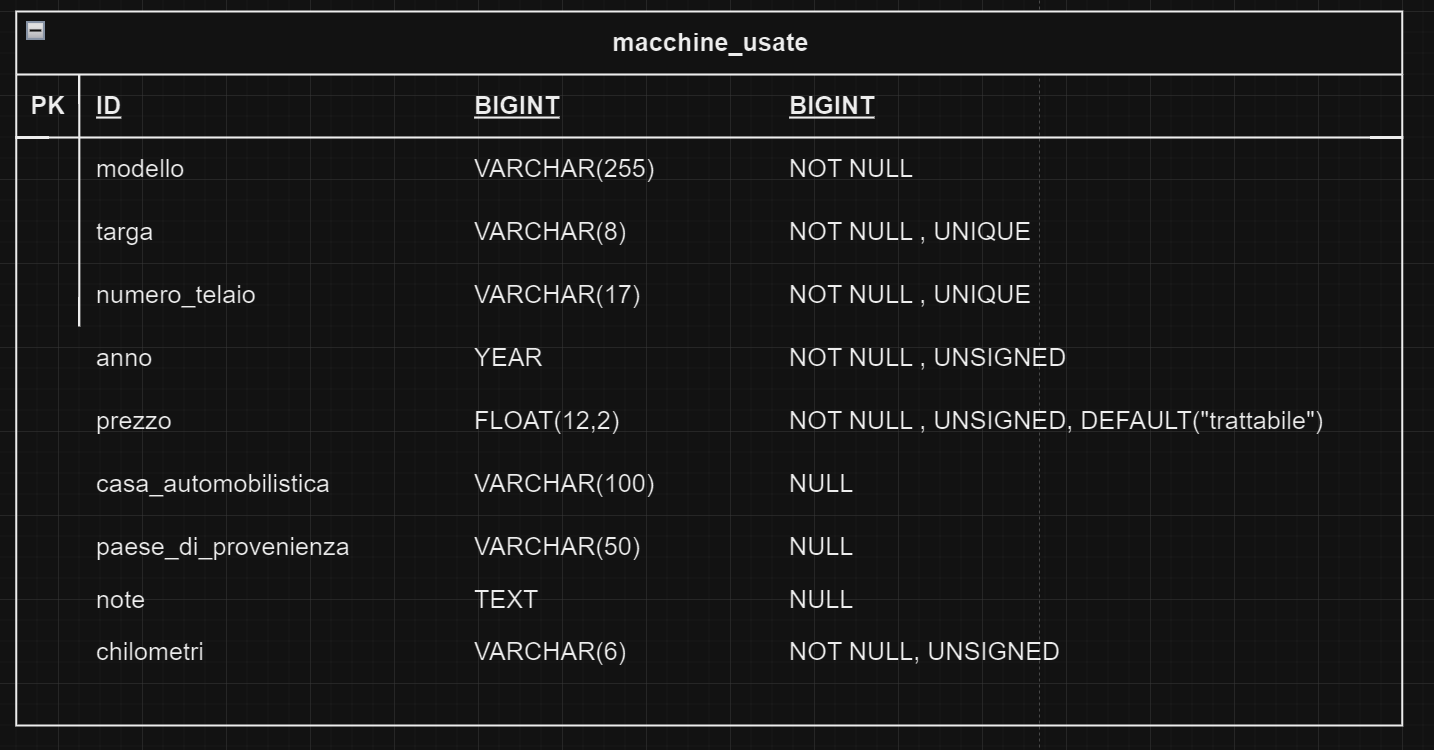 macchine_usate
PK ID BIGINT BIGINT
modello VARCHAR(255) NOT NULL
targa VARCHAR(8) NOT NULL , UNIQUE
numero_telaio VARCHAR(17) NOT NULL , UNIQUE
anno YEAR NOT NULL , UNSIGNED
prezzo FLOAT(12,2) NOT NULL , UNSIGNED, DEFAULT("trattabile")
casa_automobilistica VARCHAR(100) NULL
paese_di_provenienza VARCHAR(50) NULL
note TEXT NULL
chilometri VARCHAR(6) NOT NULL, UNSIGNED